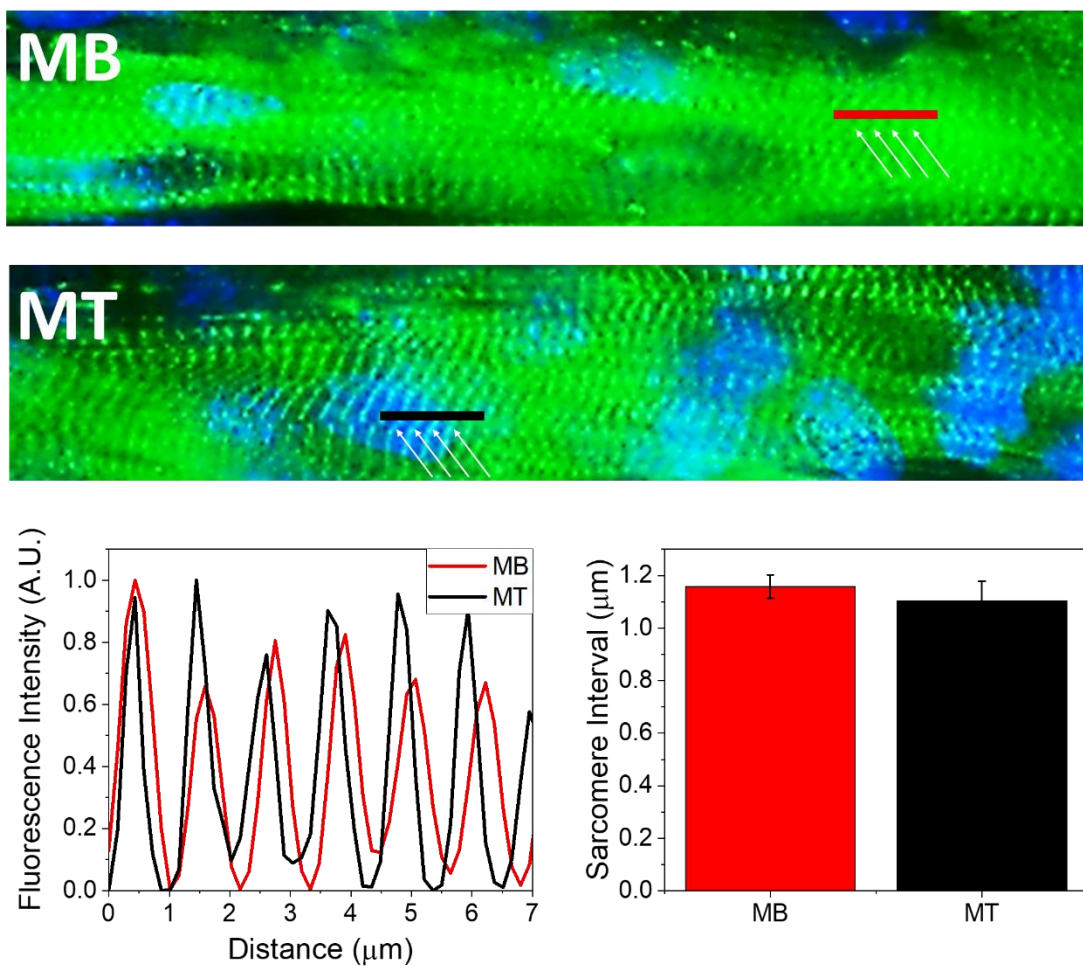 MB
MT
Fluorescence Intensity (A.U.)
1.0
0.8
0.6
0.4
0.2
0.0
0 1 2 3 4 5 6 7
Distance (μm)
MB
MT
Sarcomere Interval (μm)
1.2
1.0
0.8
0.6
0.4
0.2
0.0
MB MT